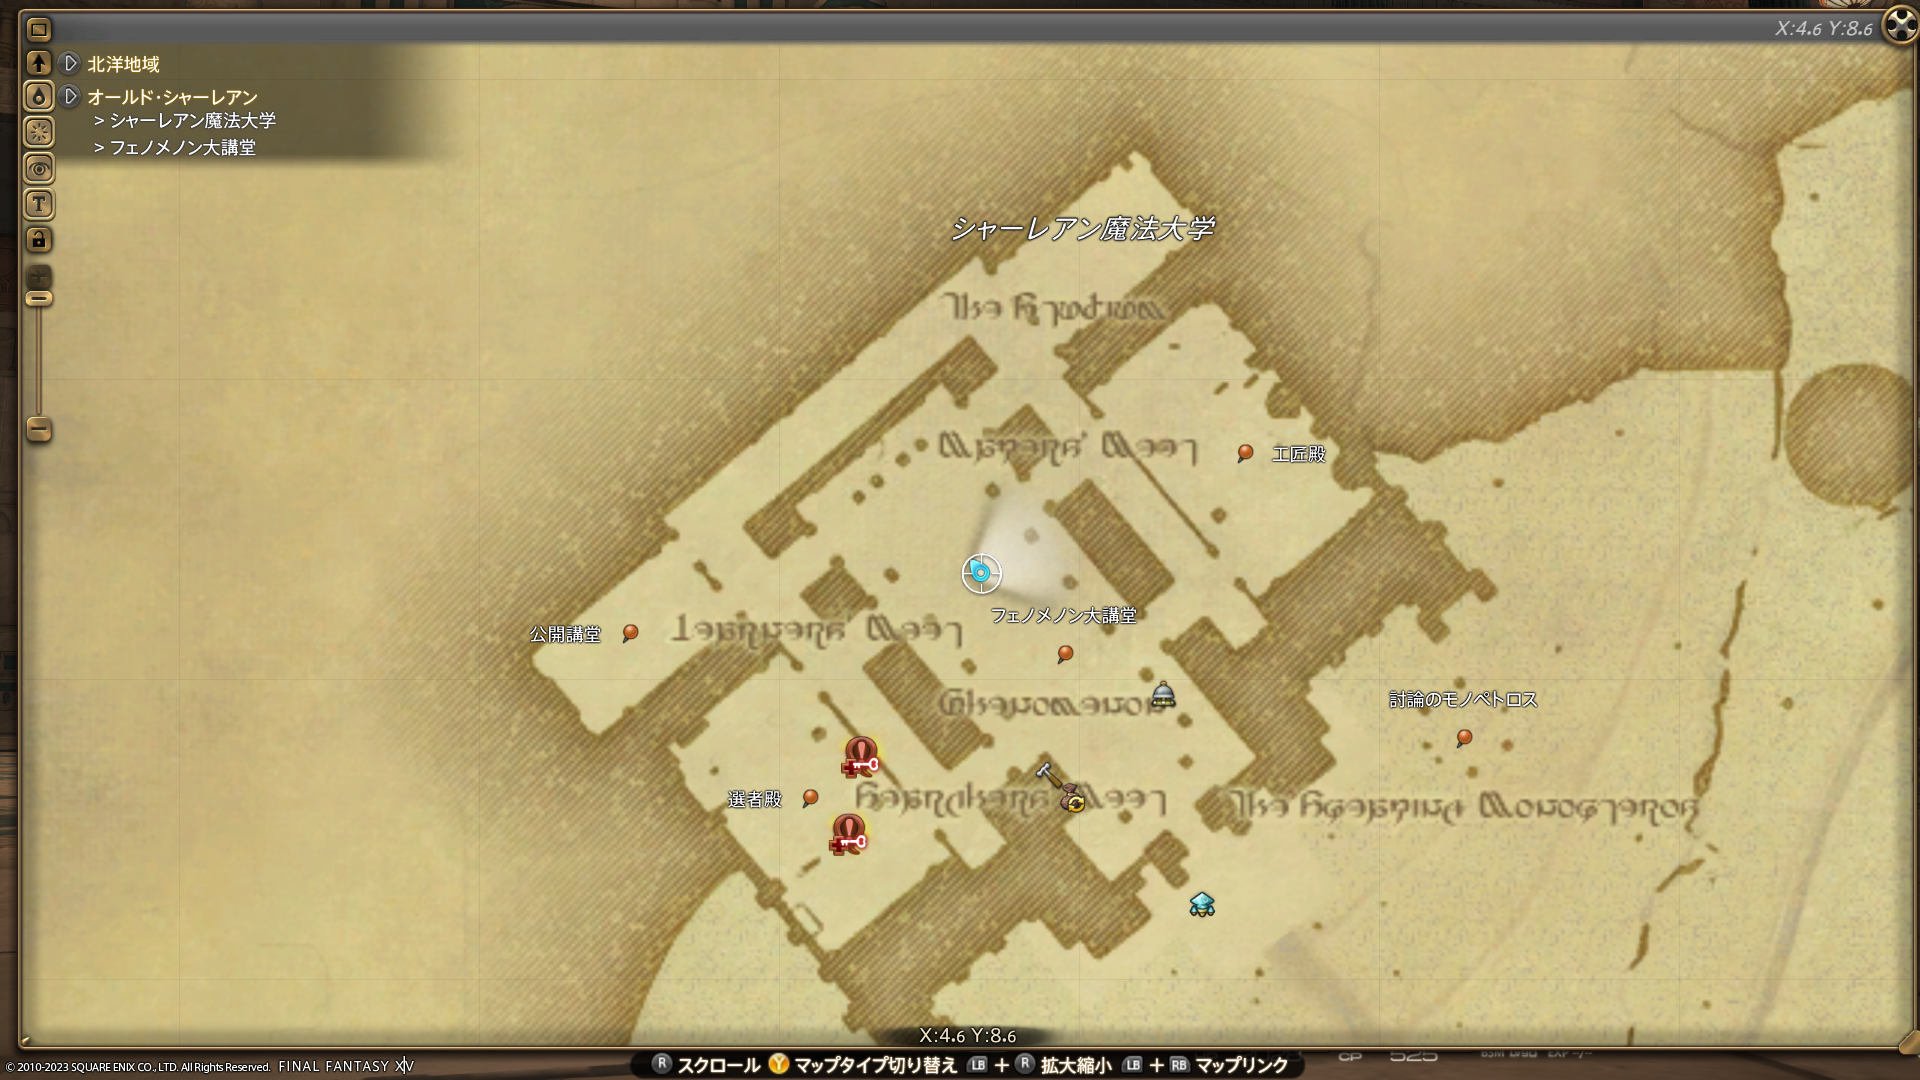 X:4.6 Y:8.6
北洋地域
オールド·シャーレアン
> シャーレアン魔法大学
> フェノメノン大講堂
シャーレアン魔法大学
工匠殿
フェノメノン大講堂
公開講堂
討論のモノペトロス
選者殿
X:4.6 Y:8.6
© 2010-2023 SQUARE ENIX CO., LTD. All Rights Reserved. FINAL FANTASY XIV
R スクロール Y マップタイプ切り替え LB + R 拡大縮小 LB + RB マップリンク
CP 525